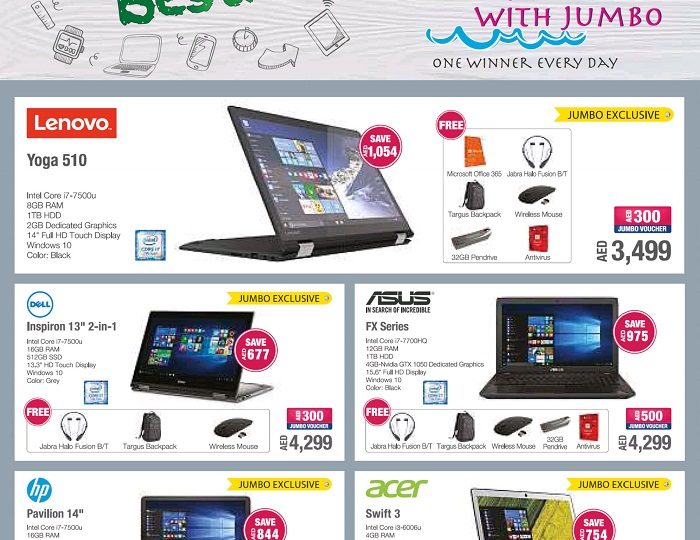 Best
WITH JUMBO
ONE WINNER EVERY DAY
Lenovo
Yoga 510
Intel Core i7-7500u
8GB RAM
1TB HDD
2GB Dedicated Graphics
14" Full HD Touch Display
Windows 10
Color: Black
SAVE
AED 1,054
JUMBO EXCLUSIVE
FREE
Microsoft Office 365
Jabra Halo Fusion B/T
Targus Backpack
Wireless Mouse
32GB Pendrive
Antivirus
AED 300
JUMBO VOUCHER
AED 3,499
DELL
Inspiron 13" 2-in-1
Intel Core i7-7500u
16GB RAM
512GB SSD
13,3" HD Touch Display
Windows 10
Color: Grey
JUMBO EXCLUSIVE
SAVE
AED 677
FREE
Jabra Halo Fusion B/T
Targus Backpack
Wireless Mouse
AED 300
JUMBO VOUCHER
AED 4,299
ASUS
IN SEARCH OF INCREDIBLE
FX Series
Intel Core i7-7700HQ
12GB RAM
1TB HDD
4GB-Nvidia GTX 1050 Dedicated Graphics
15,6" Full HD Display
Windows 10
Color: Black
SAVE
AED 975
FREE
Jabra Halo Fusion B/T
Targus Backpack
Wireless Mouse
32GB
Pendrive
Antivirus
AED 500
JUMBO VOUCHER
AED 4,299
hp
Pavilion 14"
Intel Core i7-7500u
16GB RAM
JUMBO EXCLUSIVE
SAVE
AED 844
acer
Swift 3
Intel Core i3-6006u
4GB RAM
JUMBO EXCLUSIVE
SAVE
AED 754